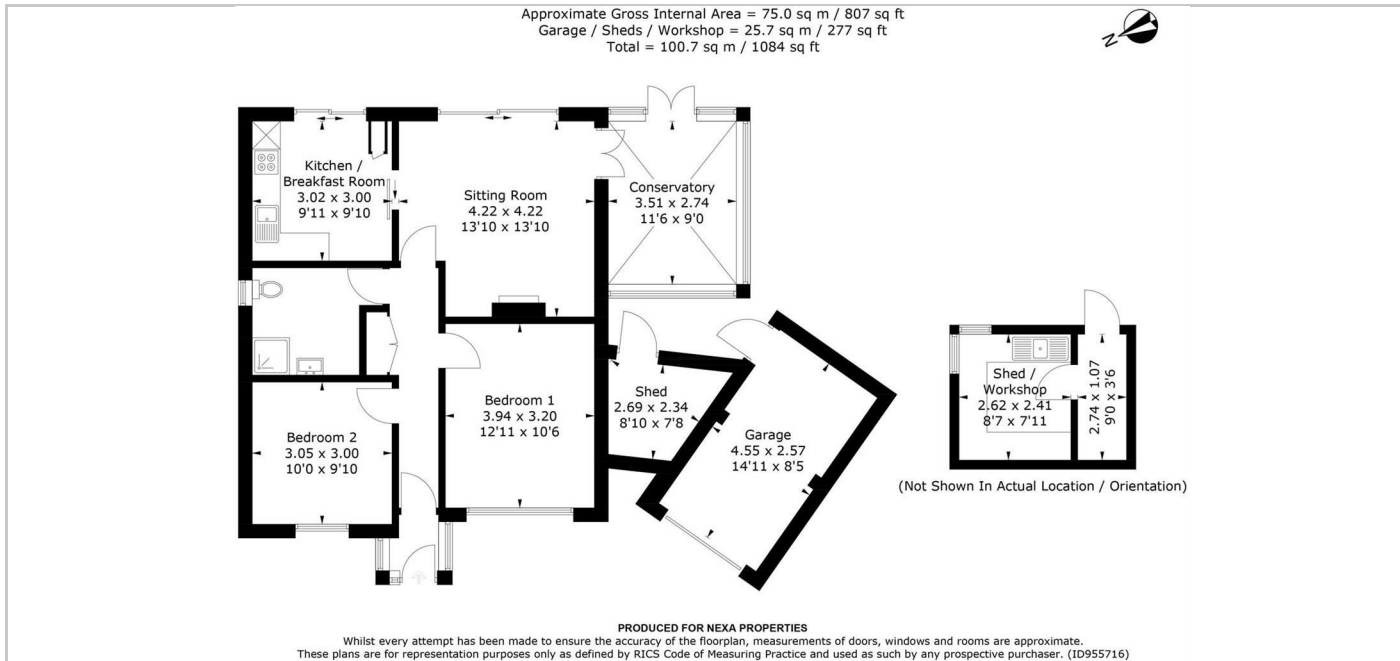 Approximate Gross Internal Area = 75.0 sq m / 807 sq ft
Garage / Sheds / Workshop = 25.7 sq m / 277 sq ft
Total = 100.7 sq m / 1084 sq ft
N
Kitchen /
Breakfast Room
3.02 x 3.00
9'11 x 9'10
Sitting Room
4.22 x 4.22
13'10 x 13'10
Conservatory
3.51 x 2.74
11'6 x 9'0
Bedroom 2
3.05 x 3.00
10'0 x 9'10
Bedroom 1
3.94 x 3.20
12'11 x 10'6
Shed
2.69 x 2.34
8'10 x 7'8
Garage
4.55 x 2.57
14'11 x 8'5
Shed /
Workshop
2.62 x 2.41
8'7 x 7'11
2.74 x 1.07
9'0 x 3'6
(Not Shown In Actual Location / Orientation)
PRODUCED FOR NEXA PROPERTIES
Whilst every attempt has been made to ensure the accuracy of the floorplan, measurements of doors, windows and rooms are approximate.
These plans are for representation purposes only as defined by RICS Code of Measuring Practice and used as such by any prospective purchaser. (ID955716)